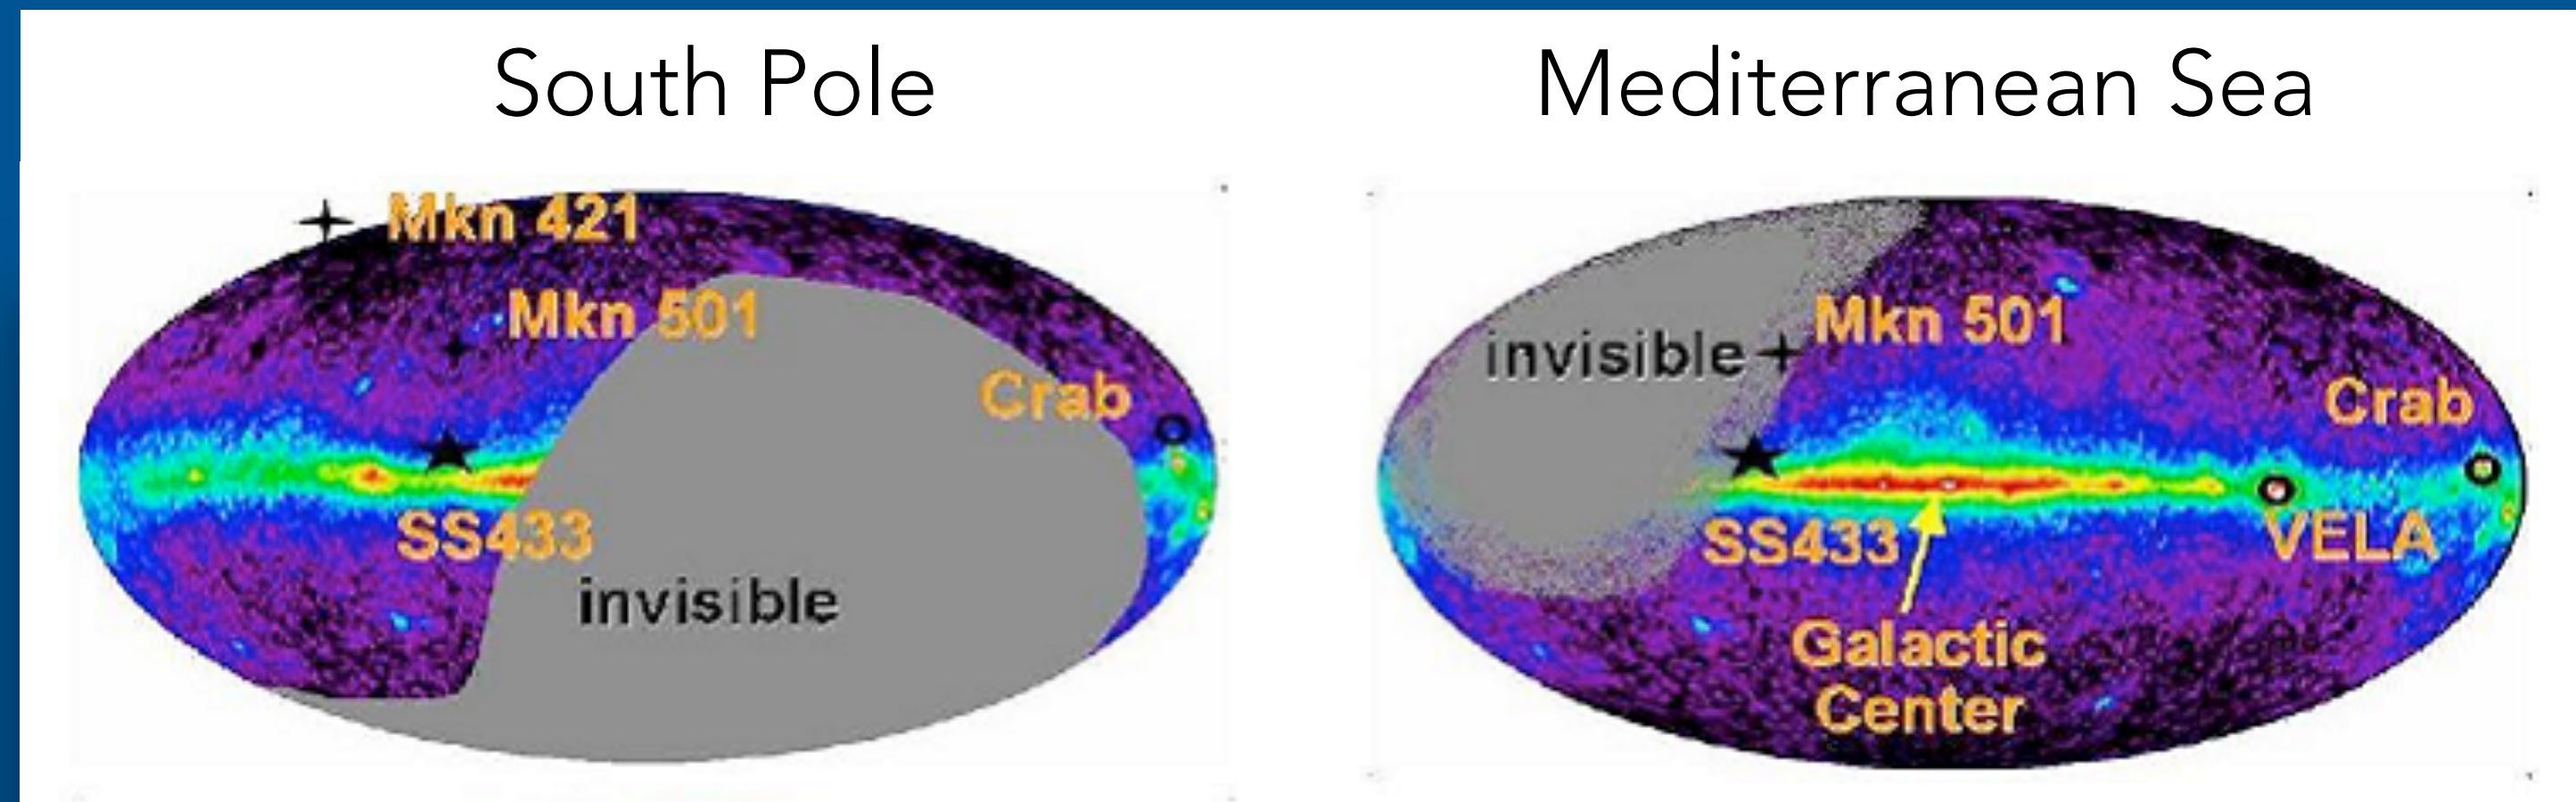 South Pole
Mediterranean Sea
Mkn 421
Mkn 501
Crab
SS433
invisible
Mkn 501
invisible
Crab
SS433
VELA
Galactic
Center